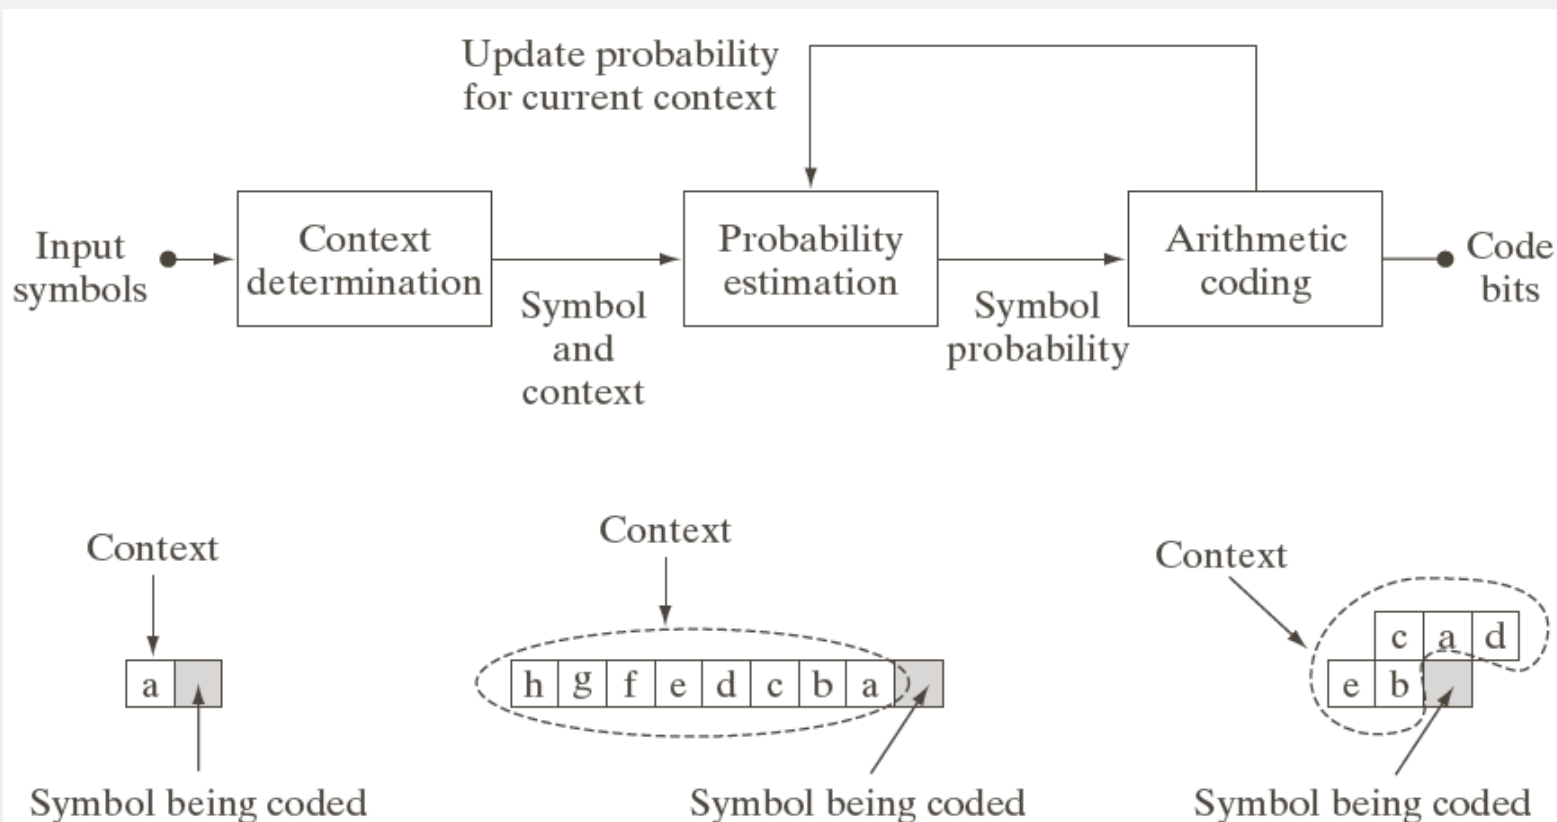 Update probability
for current context
Input
symbols
Context
determination
Symbol
and
context
Probability
estimation
Symbol
probability
Arithmetic
coding
Code
bits
Context
a
Symbol being coded
Context
h g f e d c b a
Symbol being coded
Context
c a d
e b
Symbol being coded